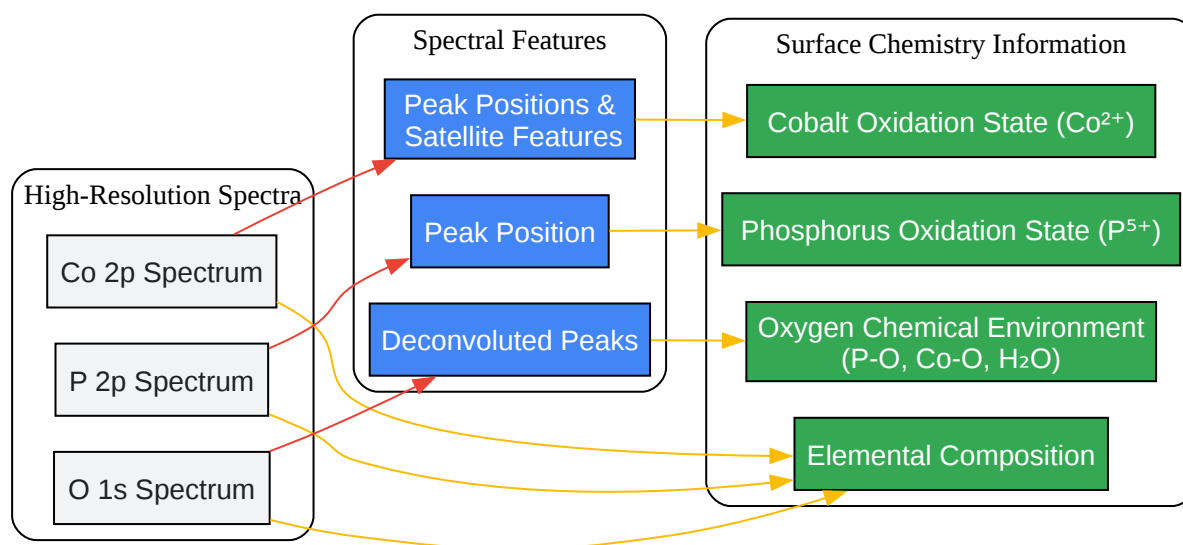 High-Resolution Spectra
Co 2p Spectrum
P 2p Spectrum
O 1s Spectrum
Spectral Features
Peak Positions &
Satellite Features
Peak Position
Deconvoluted Peaks
Surface Chemistry Information
Cobalt Oxidation State (Co²⁺)
Phosphorus Oxidation State (P⁵⁺)
Oxygen Chemical Environment
(P-O, Co-O, H₂O)
Elemental Composition